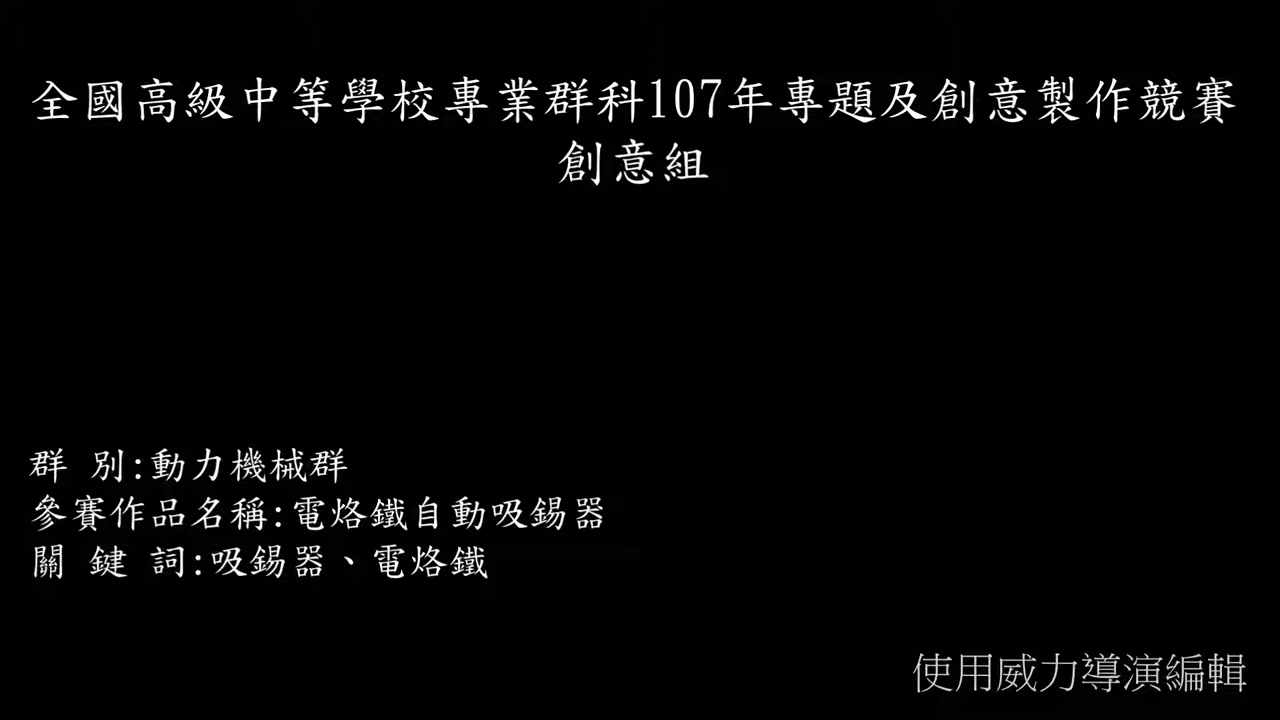 全國高級中等學校專業群科107年專題及創意製作競賽
創意組
群 別:動力機械群
參賽作品名稱:電烙鐵自動吸錫器
關 鍵 詞:吸錫器、電烙鐵
使用威力導演編輯